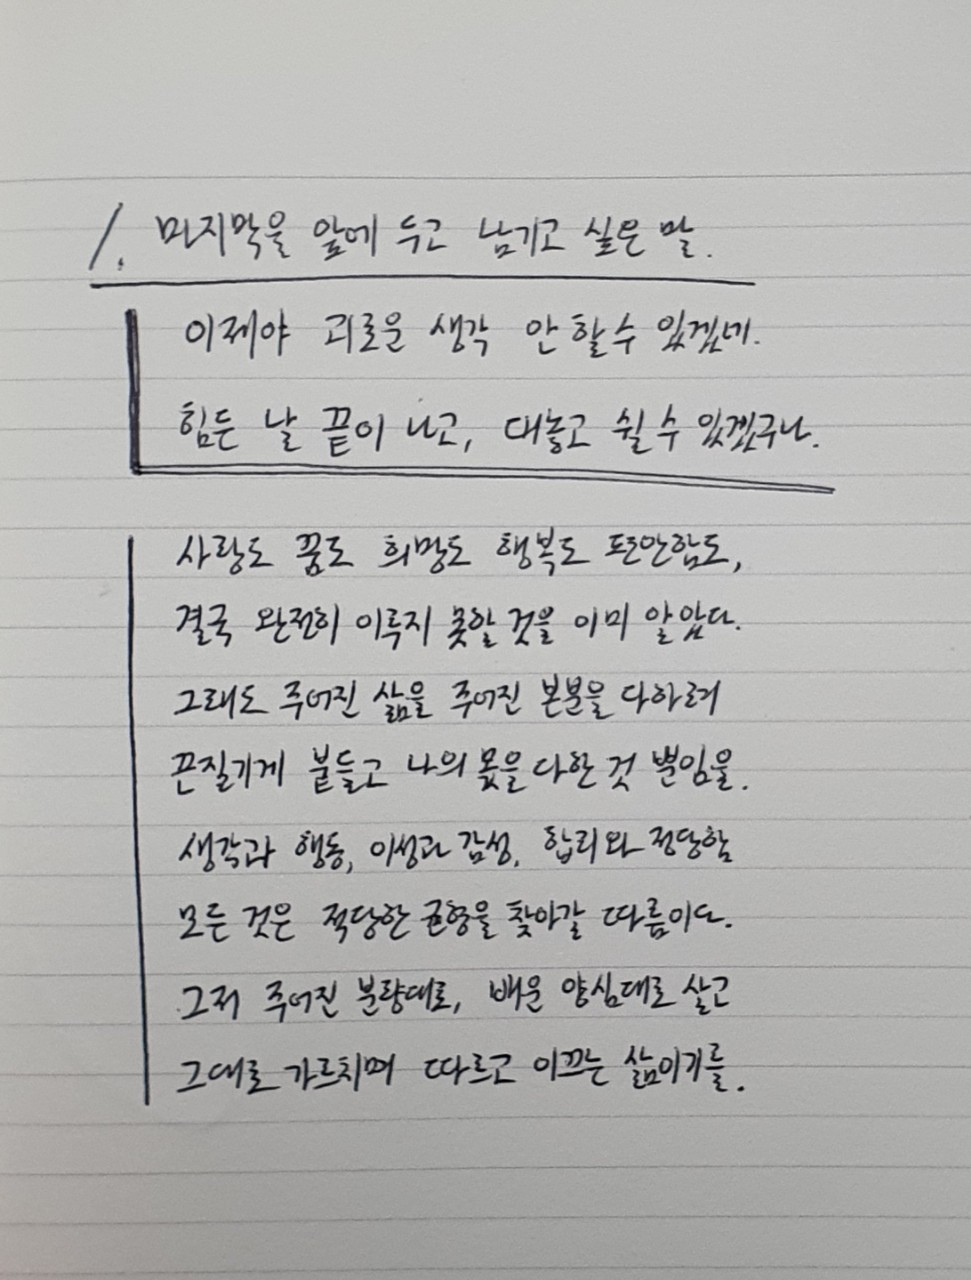 1. 마지막을 앞에 두고 남기고 싶은 말.
이제야 괴로운 생각 안 할 수 있겠네.
힘든 날 끝이 나고, 대놓고 쉴 수 있겠구나.
사랑도 꿈도 희망도 행복도 편안함도,
결국 완전히 이루지 못할 것을 이미 알았다.
그래도 주어진 삶을 주어진 본분을 다하려
끈질기게 붙들고 나의 몫을 다한 것 뿐임을.
생각과 행동, 이성과 감성, 합리와 정당함
모든 것은 적당한 균형을 찾아갈 따름이다.
그저 주어진 분량대로, 배운 양심대로 살고
그대로 가르치며 따르고 이끄는 삶이기를.